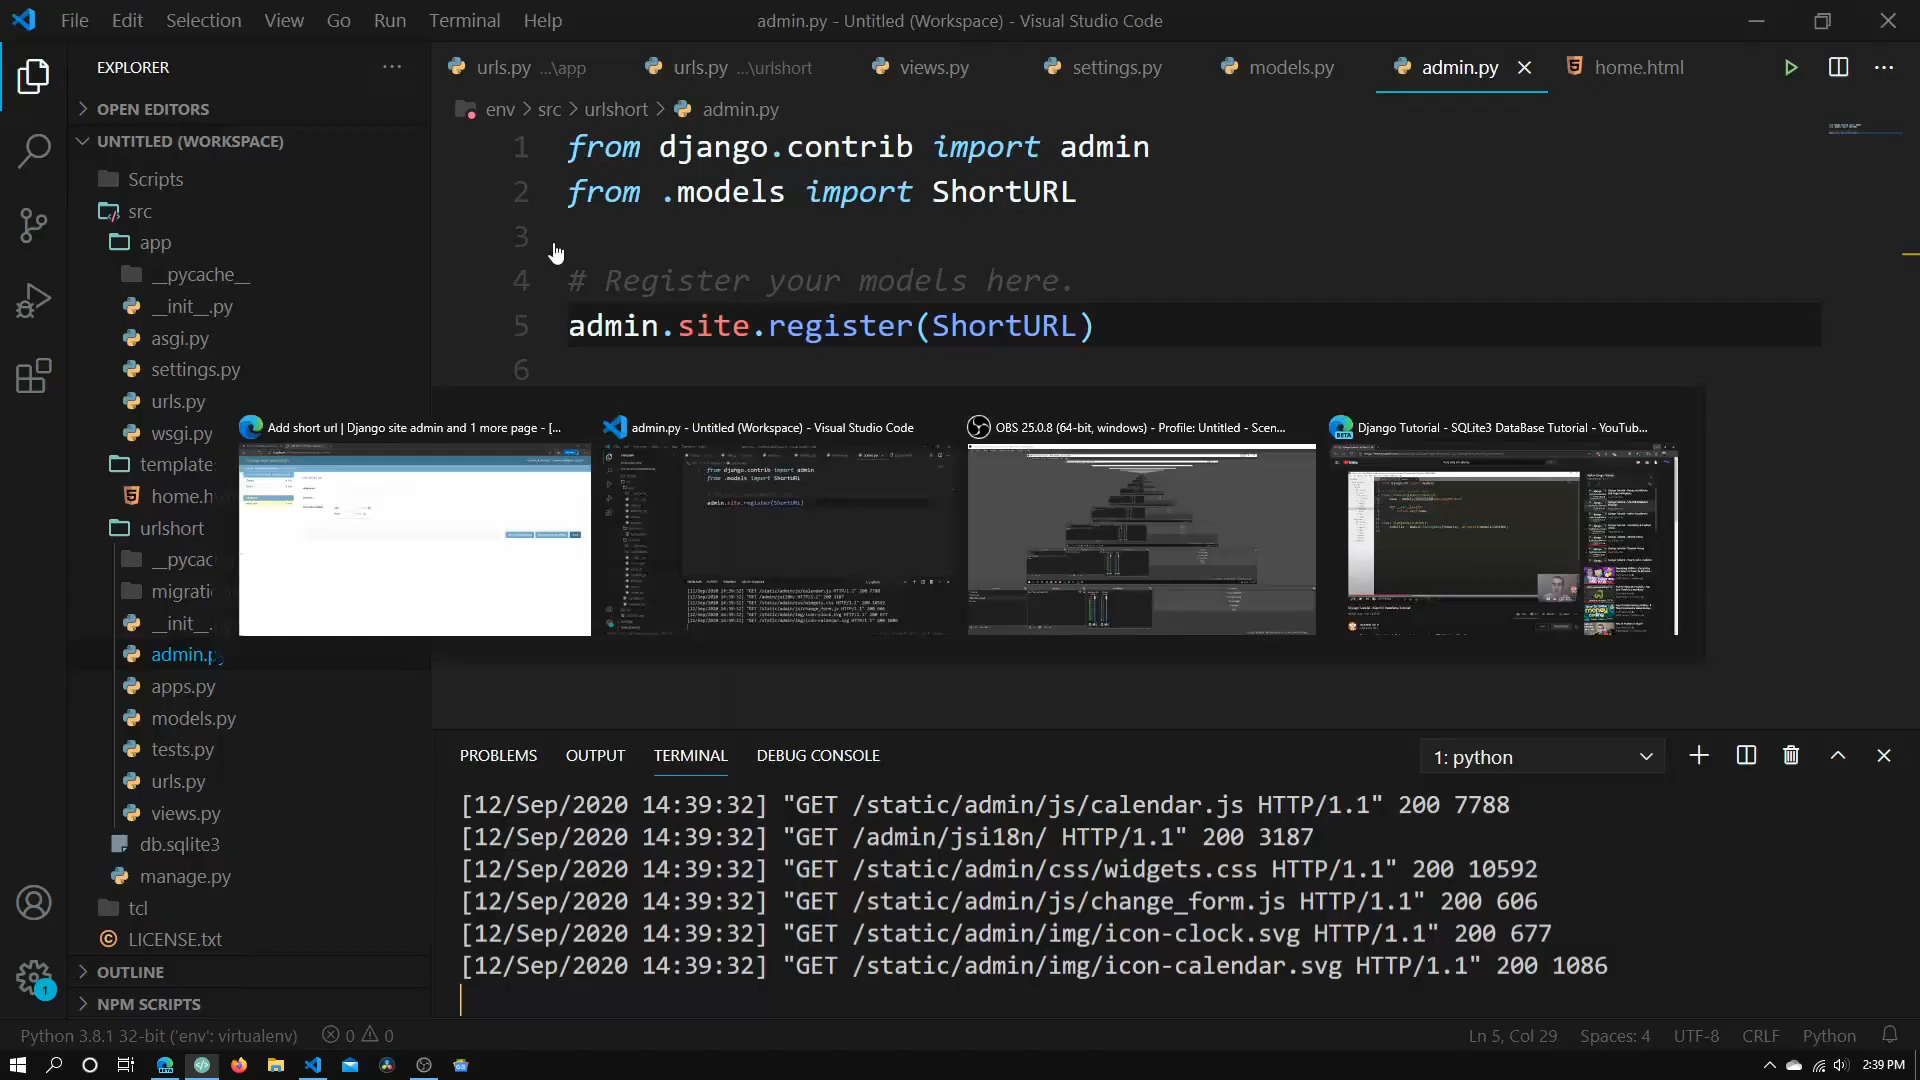 File Edit Selection View Go Run Terminal Help
admin.py - Untitled (Workspace) - Visual Studio Code
EXPLORER
urls.py ...\app
urls.py ...\urlshort
views.py
settings.py
models.py
admin.py
home.html
OPEN EDITORS
UNTITLED (WORKSPACE)
env > src > urlshort > admin.py
Scripts
src
app
__pycache__
__init__.py
asgi.py
settings.py
urls.py
wsgi.py
template
home.h
urlshort
__pycac
migrati
__init__.
admin.py
apps.py
models.py
tests.py
urls.py
views.py
db.sqlite3
manage.py
tcl
LICENSE.txt
OUTLINE
NPM SCRIPTS
1 from django.contrib import admin
2 from .models import ShortURL
3
4 # Register your models here.
5 admin.site.register(ShortURL)
6
Add short url | Django site admin and 1 more page - [...
admin.py - Untitled (Workspace) - Visual Studio Code
OBS 25.0.8 (64-bit, windows) - Profile: Untitled - Scen...
Django Tutorial - SQLite3 DataBase Tutorial - YouTub...
PROBLEMS OUTPUT TERMINAL DEBUG CONSOLE
1: python
[12/Sep/2020 14:39:32] "GET /static/admin/js/calendar.js HTTP/1.1" 200 7788
[12/Sep/2020 14:39:32] "GET /admin/jsi18n/ HTTP/1.1" 200 3187
[12/Sep/2020 14:39:32] "GET /static/admin/css/widgets.css HTTP/1.1" 200 10592
[12/Sep/2020 14:39:32] "GET /static/admin/js/change_form.js HTTP/1.1" 200 606
[12/Sep/2020 14:39:32] "GET /static/admin/img/icon-clock.svg HTTP/1.1" 200 677
[12/Sep/2020 14:39:32] "GET /static/admin/img/icon-calendar.svg HTTP/1.1" 200 1086
1
Python 3.8.1 32-bit ('env': virtualenv) 0 0
Ln 5, Col 29 Spaces: 4 UTF-8 CRLF Python
2:39 PM